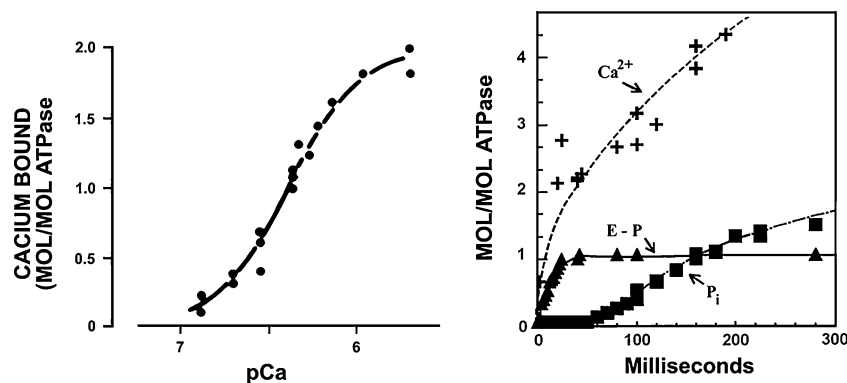 CACIUM BOUND
(MOL/MOL ATPase
2.0
1.5
1.0
0.5
0
7
6
pCa
MOL/MOL ATPase
4
3
2
1
0
Ca2+
E - P
Pi
0
100
200
300
Milliseconds